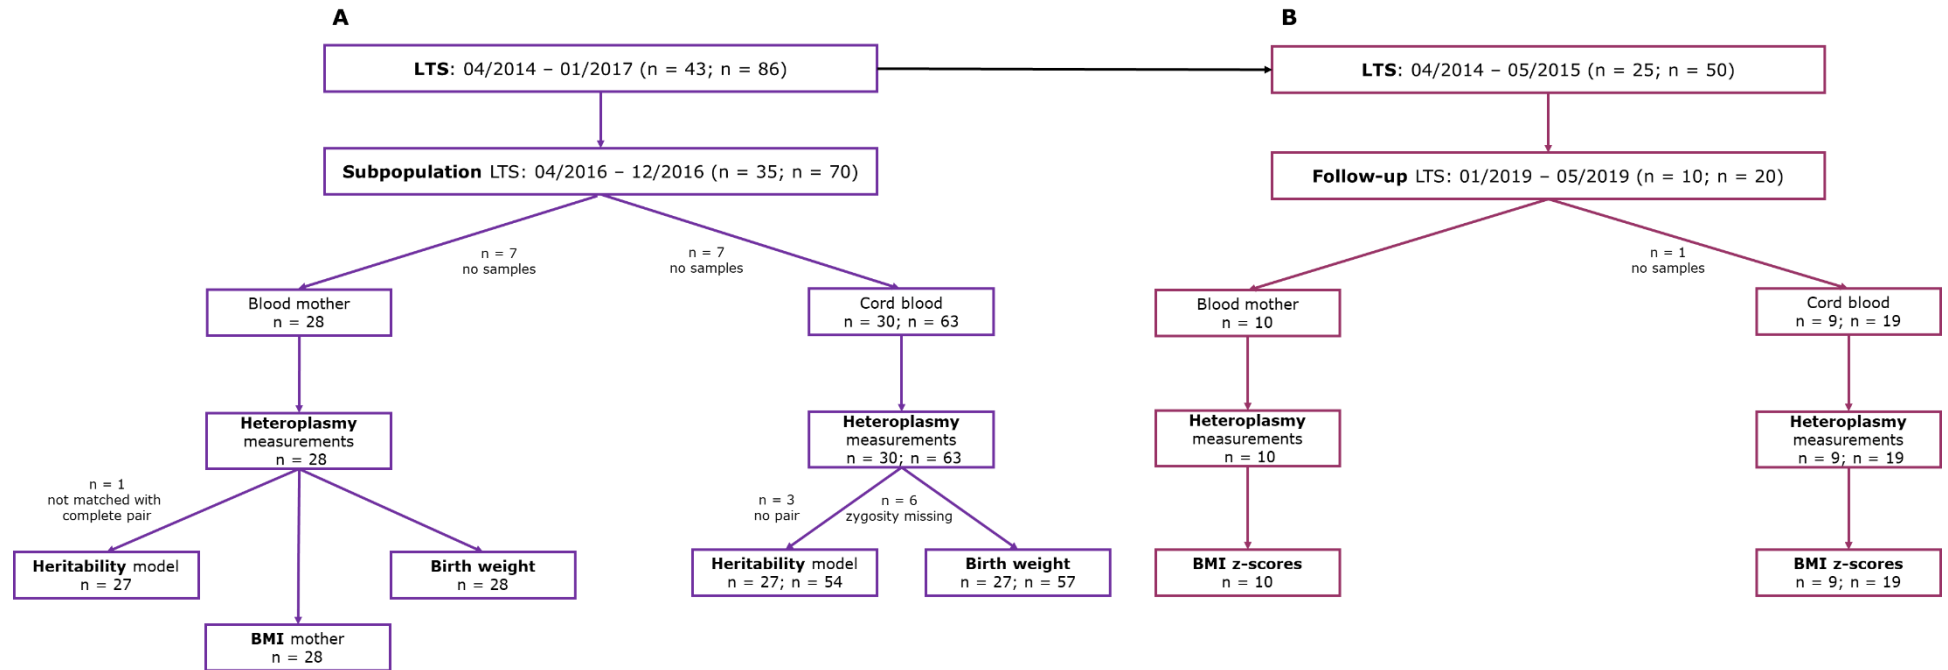 A
B
LTS: 04/2014 – 01/2017 (n = 43; n = 86)
LTS: 04/2014 – 05/2015 (n = 25; n = 50)
Subpopulation LTS: 04/2016 – 12/2016 (n = 35; n = 70)
Follow-up LTS: 01/2019 – 05/2019 (n = 10; n = 20)
n = 7
no samples
n = 7
no samples
n = 1
no samples
Blood mother
n = 28
Cord blood
n = 30; n = 63
Blood mother
n = 10
Cord blood
n = 9; n = 19
Heteroplasmy
measurements
n = 28
Heteroplasmy
measurements
n = 30; n = 63
Heteroplasmy
measurements
n = 10
Heteroplasmy
measurements
n = 9; n = 19
n = 1
not matched with
complete pair
n = 3
no pair
n = 6
zygosity missing
Heritability model
n = 27
Birth weight
n = 28
Heritability model
n = 27; n = 54
Birth weight
n = 27; n = 57
BMI z-scores
n = 10
BMI z-scores
n = 9; n = 19
BMI mother
n = 28